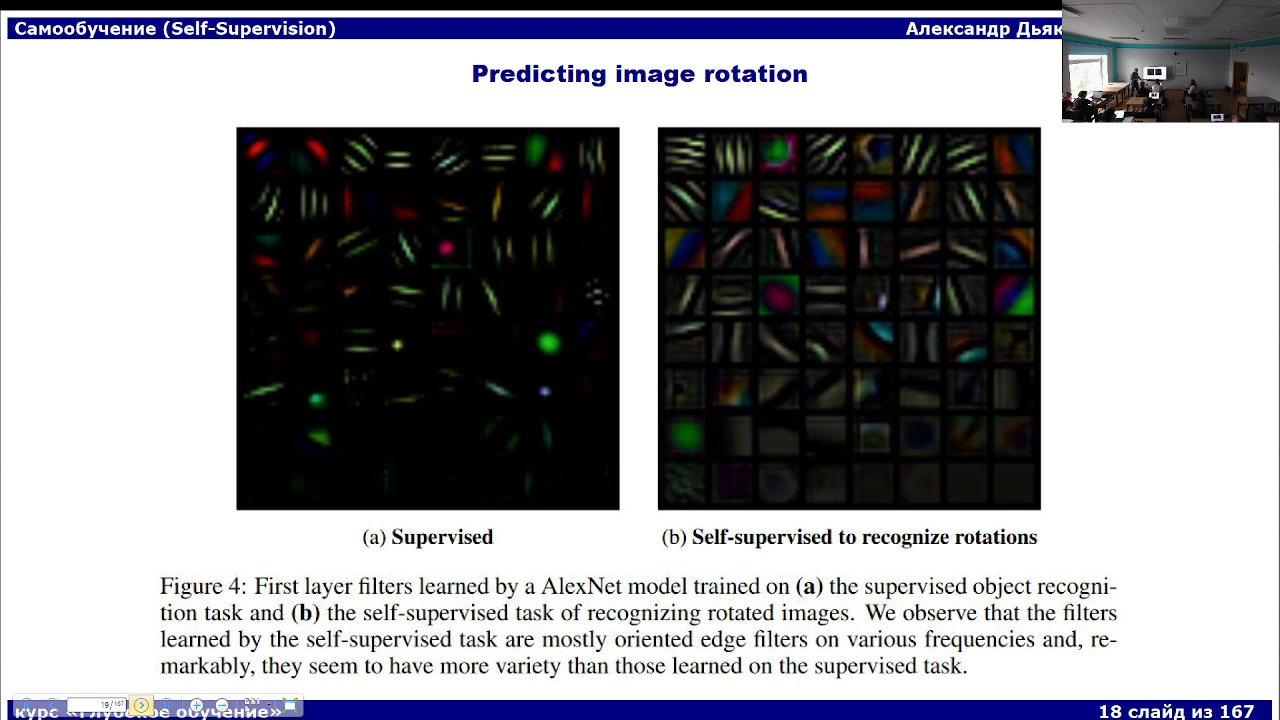 Самообучение (Self-Supervision)
Александр Дьяк
Predicting image rotation
(a) Supervised
(b) Self-supervised to recognize rotations
Figure 4: First layer filters learned by a AlexNet model trained on (a) the supervised object recogni-
tion task and (b) the self-supervised task of recognizing rotated images. We observe that the filters
learned by the self-supervised task are mostly oriented edge filters on various frequencies and, re-
markably, they seem to have more variety than those learned on the supervised task.
19/167
курс «Глубокое обучение»
18 слайд из 167